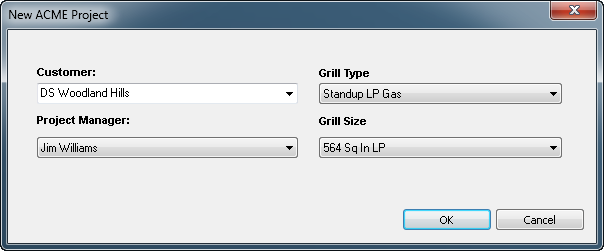 New ACME Project
Customer:
DS Woodland Hills
Grill Type
Standup LP Gas
Project Manager:
Jim Williams
Grill Size
564 Sq In LP
OK
Cancel